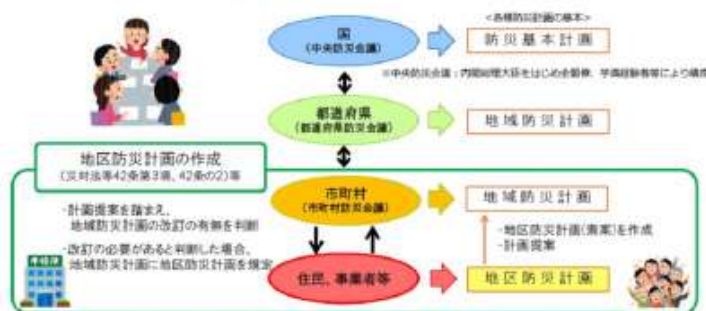 <各種防災計画の基本>
国
(中央防災会議)
防災基本計画
※中央防災会議：内閣総理大臣をはじめ全閣僚、学識経験者等により構成
都道府県
(都道府県防災会議)
地域防災計画
地区防災計画の作成
(災対法等42条第3項、42条の2)等
市町村
(市町村防災会議)
地域防災計画
・計画提案を踏まえ、
地域防災計画の改訂の有無を判断
・改訂の必要があると判断した場合、
地域防災計画に地区防災計画を規定
・地区防災計画(素案)を作成
・計画提案
住民、事業者等
地区防災計画